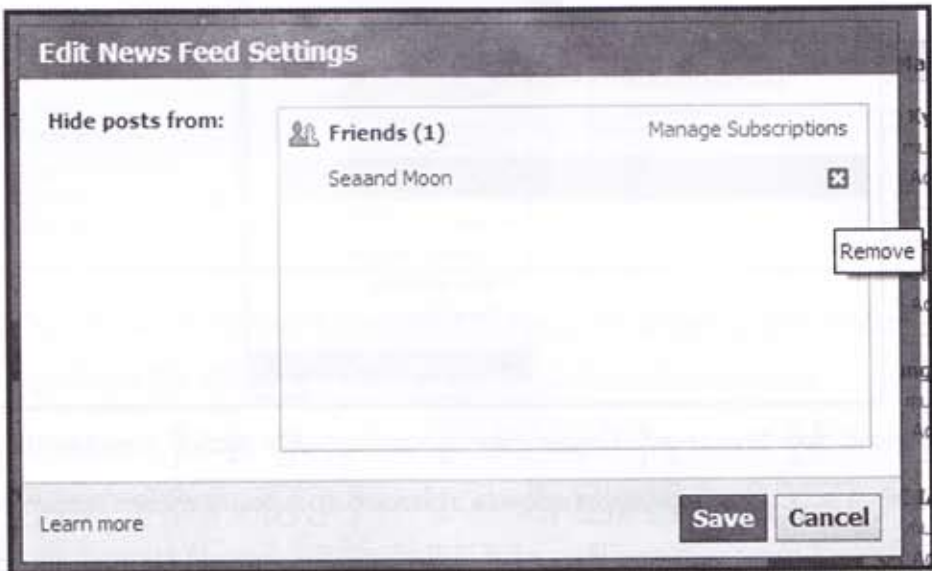 Edit News Feed Settings
Hide posts from:
Friends (1)
Manage Subscriptions
Seaand Moon
Remove
Learn more
Save
Cancel